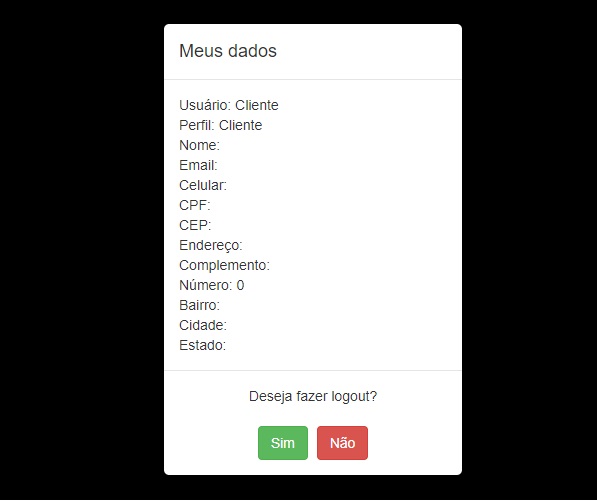 Meus dados
Usuário: Cliente
Perfil: Cliente
Nome:
Email:
Celular:
CPF:
CEP:
Endereço:
Complemento:
Número: 0
Bairro:
Cidade:
Estado:
Deseja fazer logout?
Sim Não